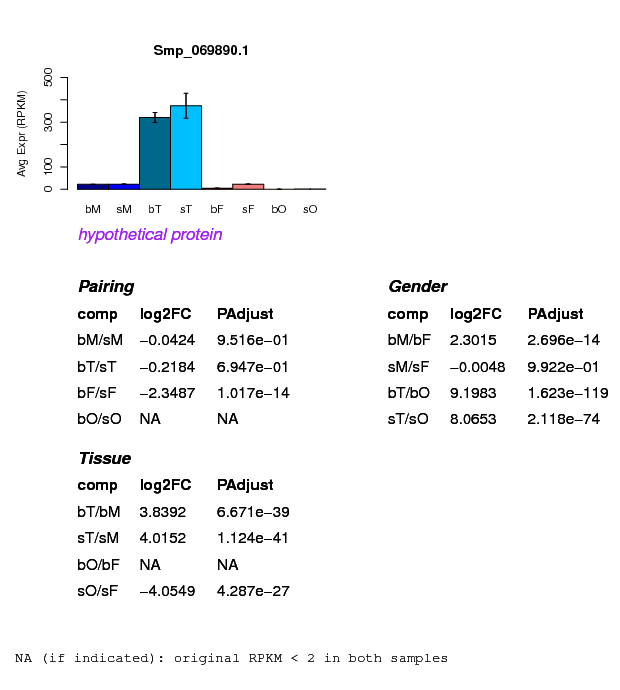 Smp_069890.1
Avg Expr (RPKM)
500
300
100
0
bM sM bT sT bF sF bO sO
hypothetical protein
Pairing
comp log2FC PAdjust
bM/sM −0.0424 9.516e−01
bT/sT −0.2184 6.947e−01
bF/sF −2.3487 1.017e−14
bO/sO NA NA
Gender
comp log2FC PAdjust
bM/bF 2.3015 2.696e−14
sM/sF −0.0048 9.922e−01
bT/bO 9.1983 1.623e−119
sT/sO 8.0653 2.118e−74
Tissue
comp log2FC PAdjust
bT/bM 3.8392 6.671e−39
sT/sM 4.0152 1.124e−41
bO/bF NA NA
sO/sF −4.0549 4.287e−27
NA (if indicated): original RPKM < 2 in both samples